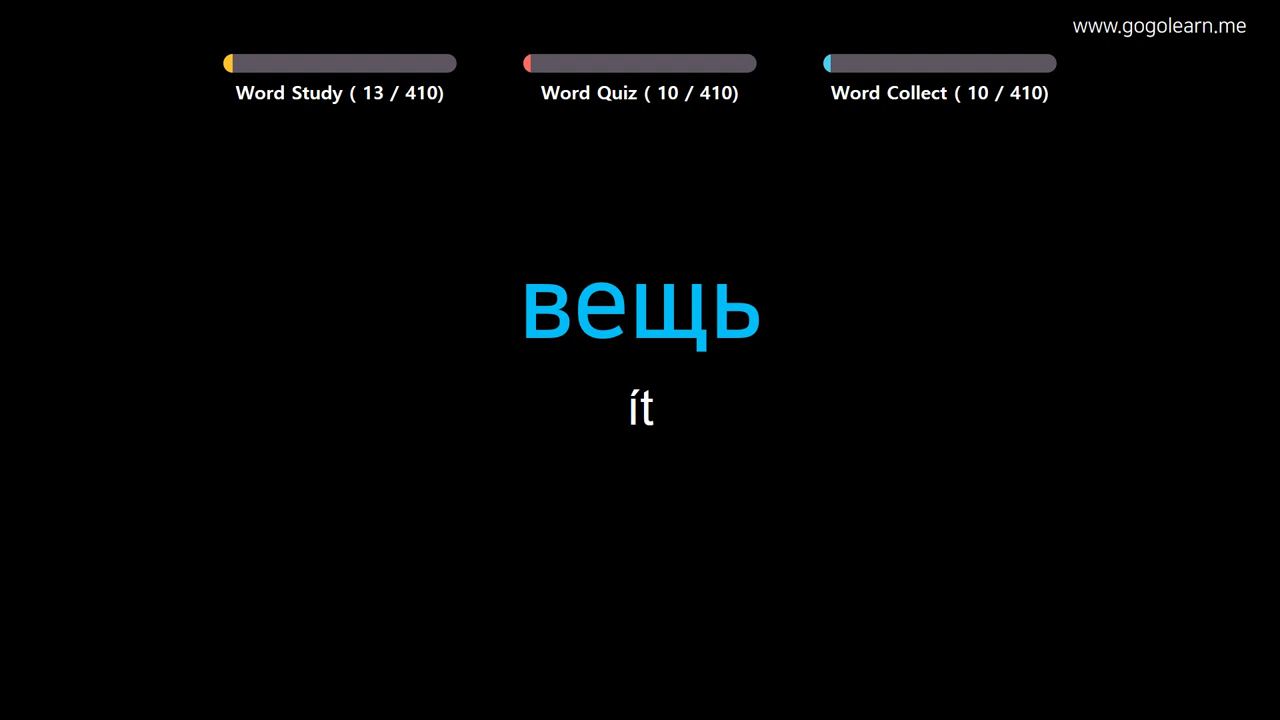 www.gogolearn.me
Word Study ( 13 / 410)
Word Quiz ( 10 / 410)
Word Collect ( 10 / 410)
вещь
ít